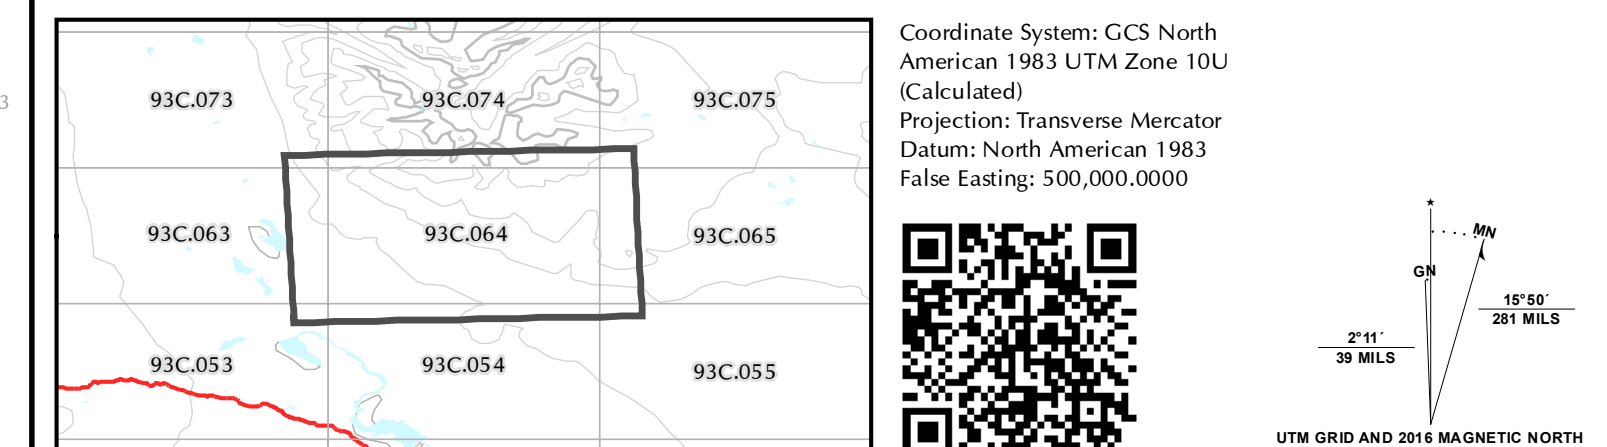 3
93C.073
93C.074
93C.075
93C.063
93C.064
93C.065
93C.053
93C.054
93C.055
Coordinate System: GCS North
American 1983 UTM Zone 10U
(Calculated)
Projection: Transverse Mercator
Datum: North American 1983
False Easting: 500,000.0000
MN
GN
15°50´
281 MILS
2°11´
39 MILS
UTM GRID AND 2016 MAGNETIC NORTH